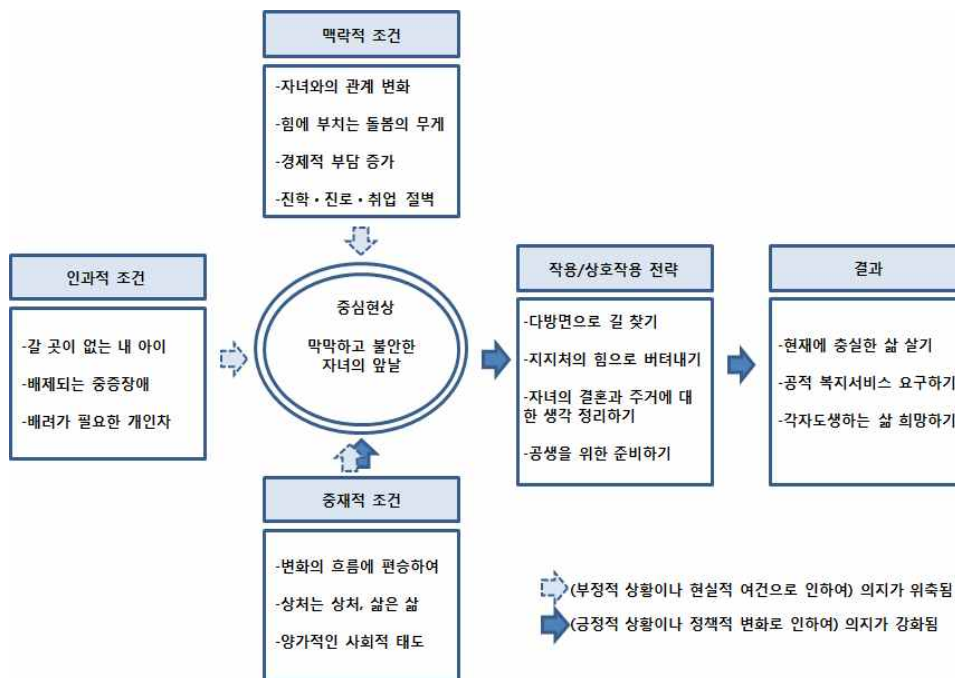 맥락적 조건
-자녀와의 관계 변화
-힘에 부치는 돌봄의 무게
-경제적 부담 증가
-진학·진로·취업 절벽
인과적 조건
-갈 곳이 없는 내 아이
-배제되는 중증장애
-배려가 필요한 개인차
중심현상
막막하고 불안한
자녀의 앞날
작용/상호작용 전략
-다방면으로 길 찾기
-지지처의 힘으로 버텨내기
-자녀의 결혼과 주거에 대
한 생각 정리하기
-공생을 위한 준비하기
결과
-현재에 충실한 삶 살기
-공적 복지서비스 요구하기
-각자도생하는 삶 희망하기
중재적 조건
-변화의 흐름에 편승하여
-상처는 상처, 삶은 삶
-양가적인 사회적 태도
(부정적 상황이나 현실적 여건으로 인하여) 의지가 위축됨
(긍정적 상황이나 정책적 변화로 인하여) 의지가 강화됨